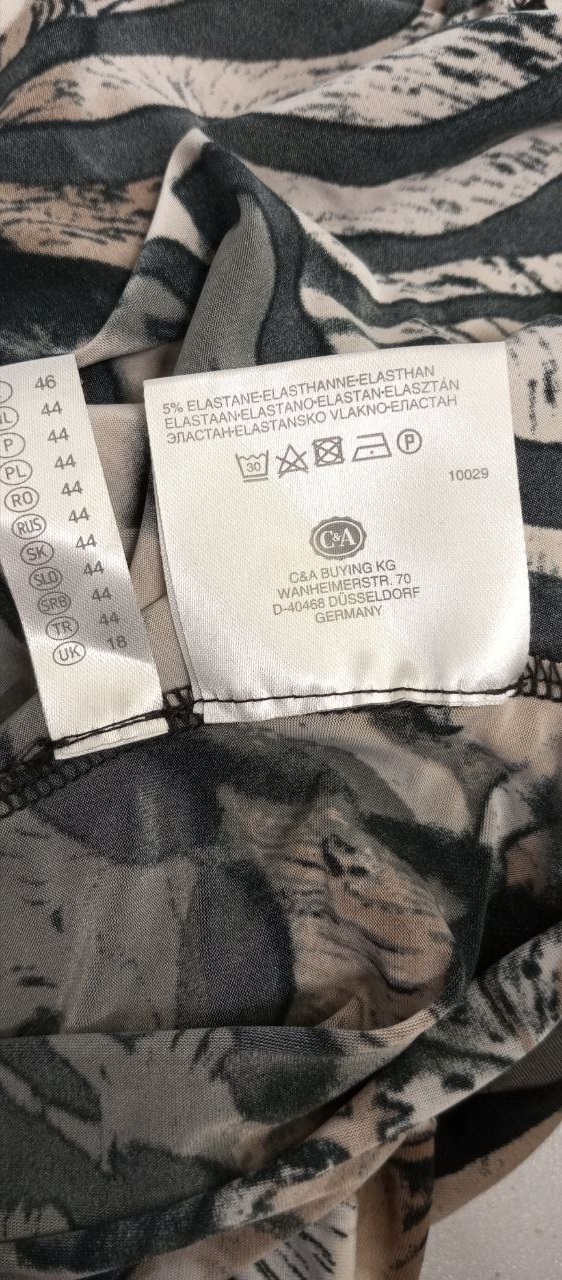 46
NL 44
P 44
PL 44
RO 44
RUS 44
SK 44
SLO 44
SRB 44
TR 44
UK 18
5% ELASTANE•ELASTHANNE•ELASTHAN
ELASTAAN•ELASTANO•ELASTAN•ELASZTÁN
ЭЛАСТАН•ELASTANSKO VLAKNO•ЕЛАСТАН
30
P
10029
C&A
C&A BUYING KG
WANHEIMERSTR. 70
D-40468 DÜSSELDORF
GERMANY